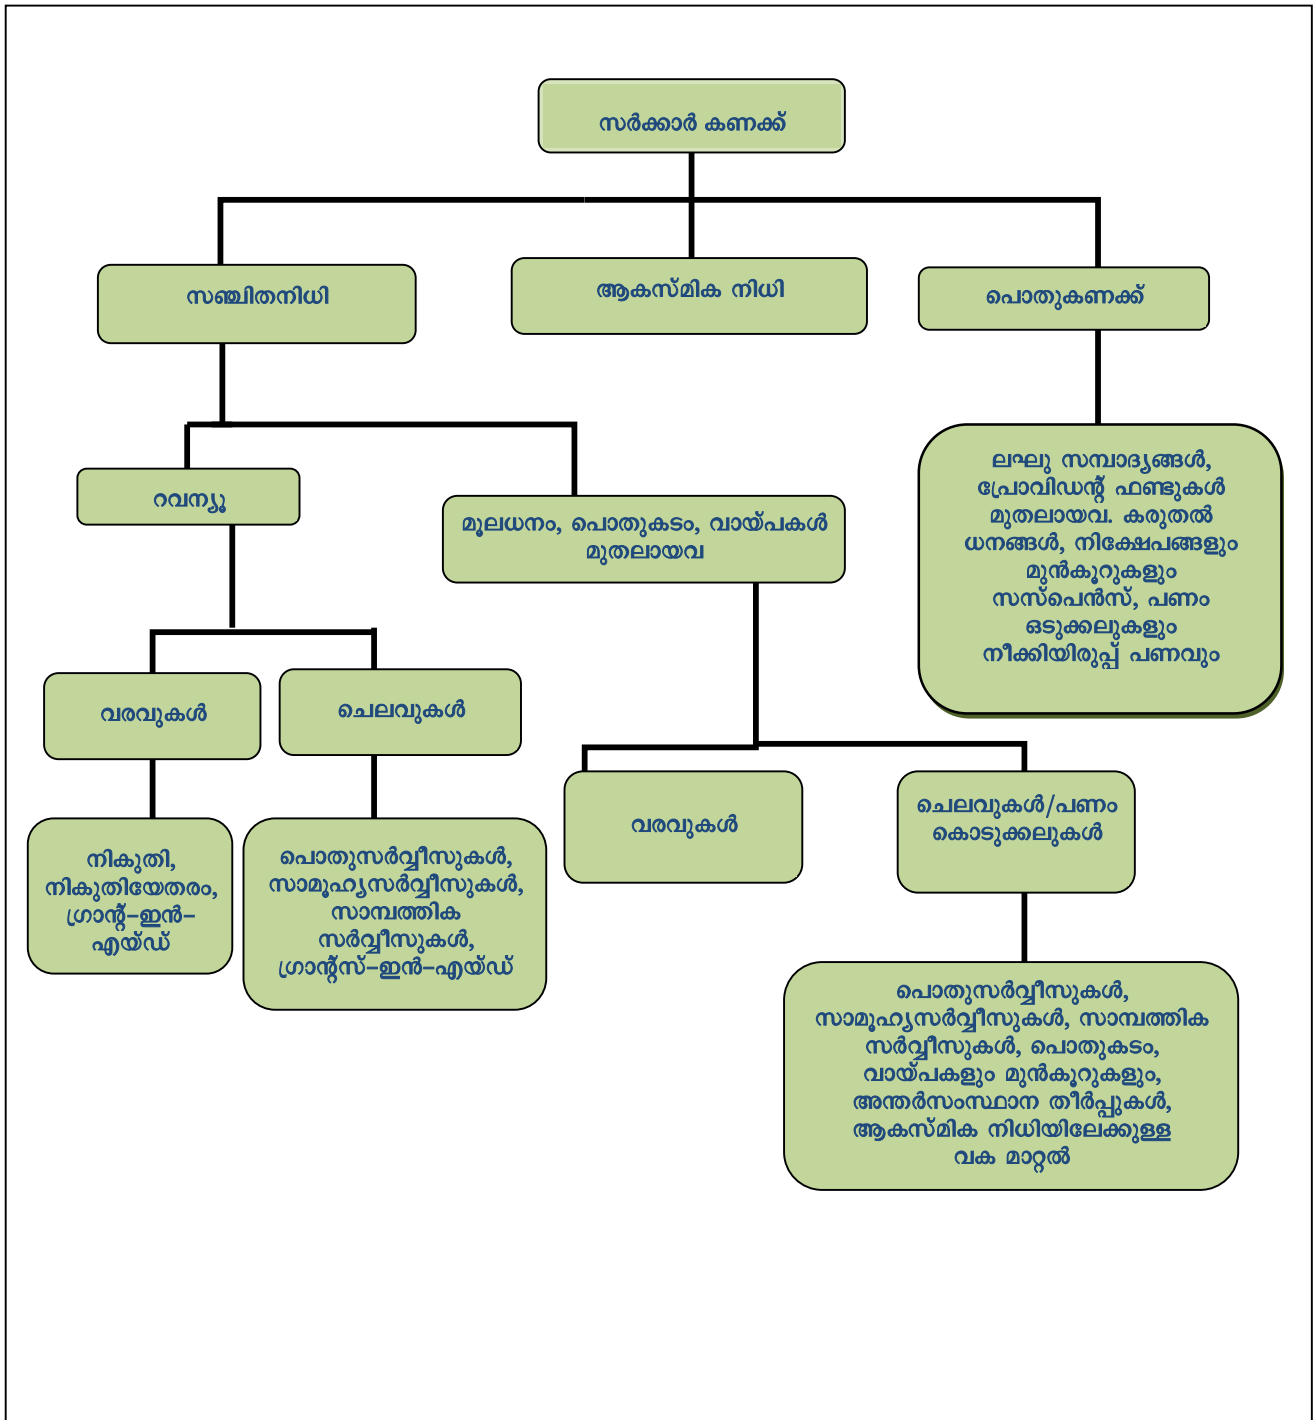 സർക്കാർ കണക്ക്
സഞ്ചിതനിധി
ആകസ്മിക നിധി
പൊതുകണക്ക്
റവന്യൂ
മൂലധനം, പൊതുകടം, വായ്പകൾ
മുതലായവ
ലഘു സമ്പാദ്യങ്ങൾ,
പ്രോവിഡന്റ് ഫണ്ടുകൾ
മുതലായവ. കരുതൽ
ധനങ്ങൾ, നിക്ഷേപങ്ങളും
മുൻകൂറുകളും
സസ്പെൻസ്, പണം
ഒടുക്കലുകളും
നീക്കിയിരുപ്പ് പണവും
വരവുകൾ
ചെലവുകൾ
വരവുകൾ
ചെലവുകൾ/പണം
കൊടുക്കലുകൾ
നികുതി,
നികുതിയേതരം,
ഗ്രാന്റ്-ഇൻ-
എയ്ഡ്
പൊതുസർവ്വീസുകൾ,
സാമൂഹ്യസർവ്വീസുകൾ,
സാമ്പത്തിക
സർവ്വീസുകൾ,
ഗ്രാന്റ്സ്-ഇൻ-എയ്ഡ്
പൊതുസർവ്വീസുകൾ,
സാമൂഹ്യസർവ്വീസുകൾ, സാമ്പത്തിക
സർവ്വീസുകൾ, പൊതുകടം,
വായ്പകളും മുൻകൂറുകളും,
അന്തർസംസ്ഥാന തീർപ്പുകൾ,
ആകസ്മിക നിധിയിലേക്കുള്ള
വക മാറ്റൽ